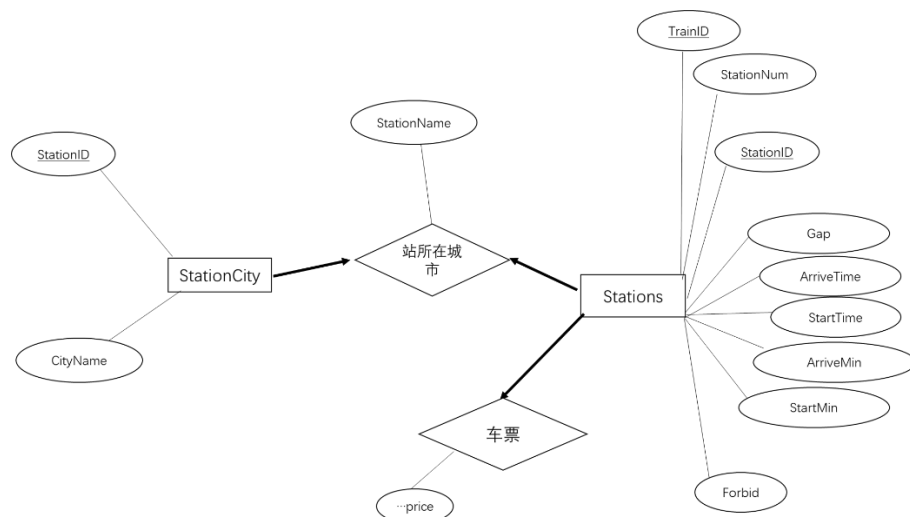 TrainID
StationNum
StationName
StationID
StationID
Gap
站所在城
市
StationCity
ArriveTime
Stations
StartTime
CityName
ArriveMin
StartMin
车票
Forbid
…price